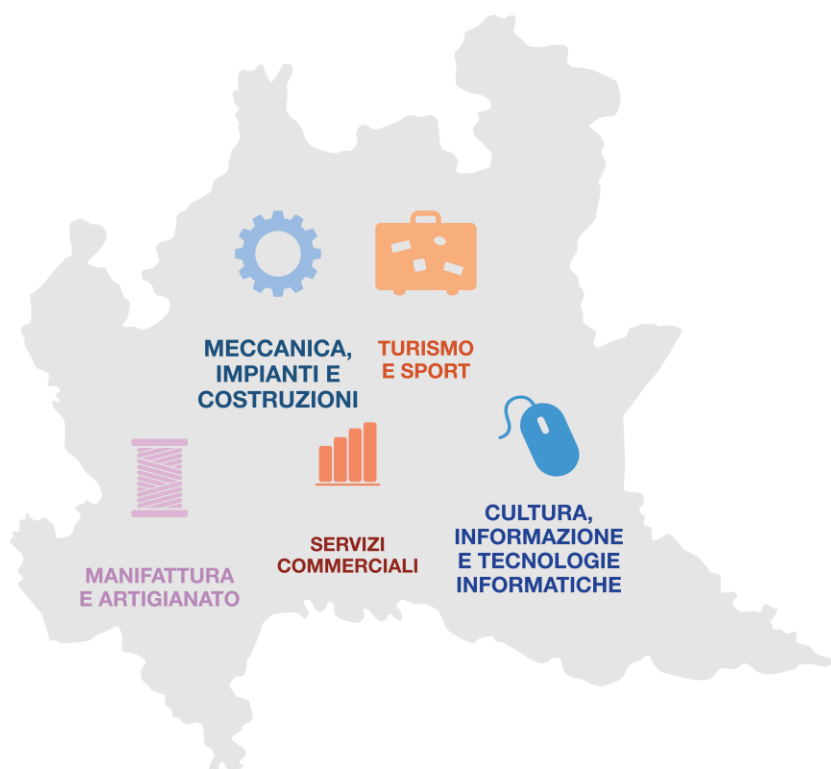 MECCANICA,
IMPIANTI E
COSTRUZIONI
TURISMO
E SPORT
CULTURA,
INFORMAZIONE
E TECNOLOGIE
INFORMATICHE
SERVIZI
COMMERCIALI
MANIFATTURA
E ARTIGIANATO